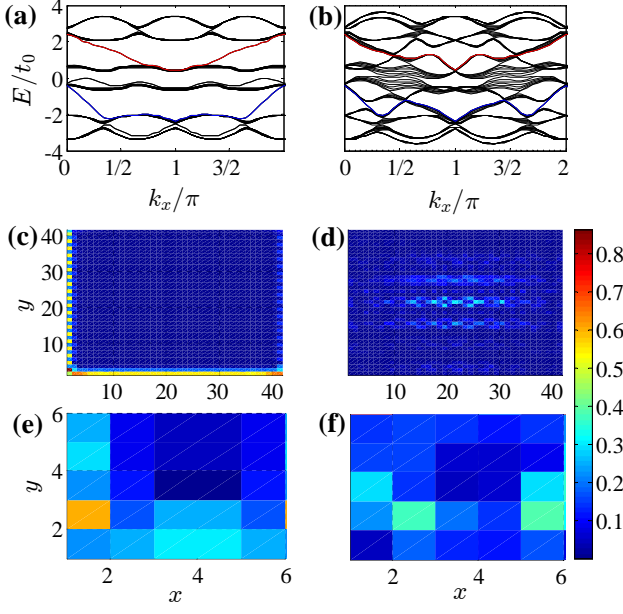 (a) (b)
E/t0
4
2
0
-2
-4
0 1/2 1 3/2
0 1/2 1 3/2 2
kx/π kx/π
(c) (d)
y
40
30
20
10
10 20 30 40
10 20 30 40
0.8
0.7
0.6
0.5
0.4
0.3
0.2
0.1
(e) (f)
y
6
4
2
2 4 6
2 4 6
x x